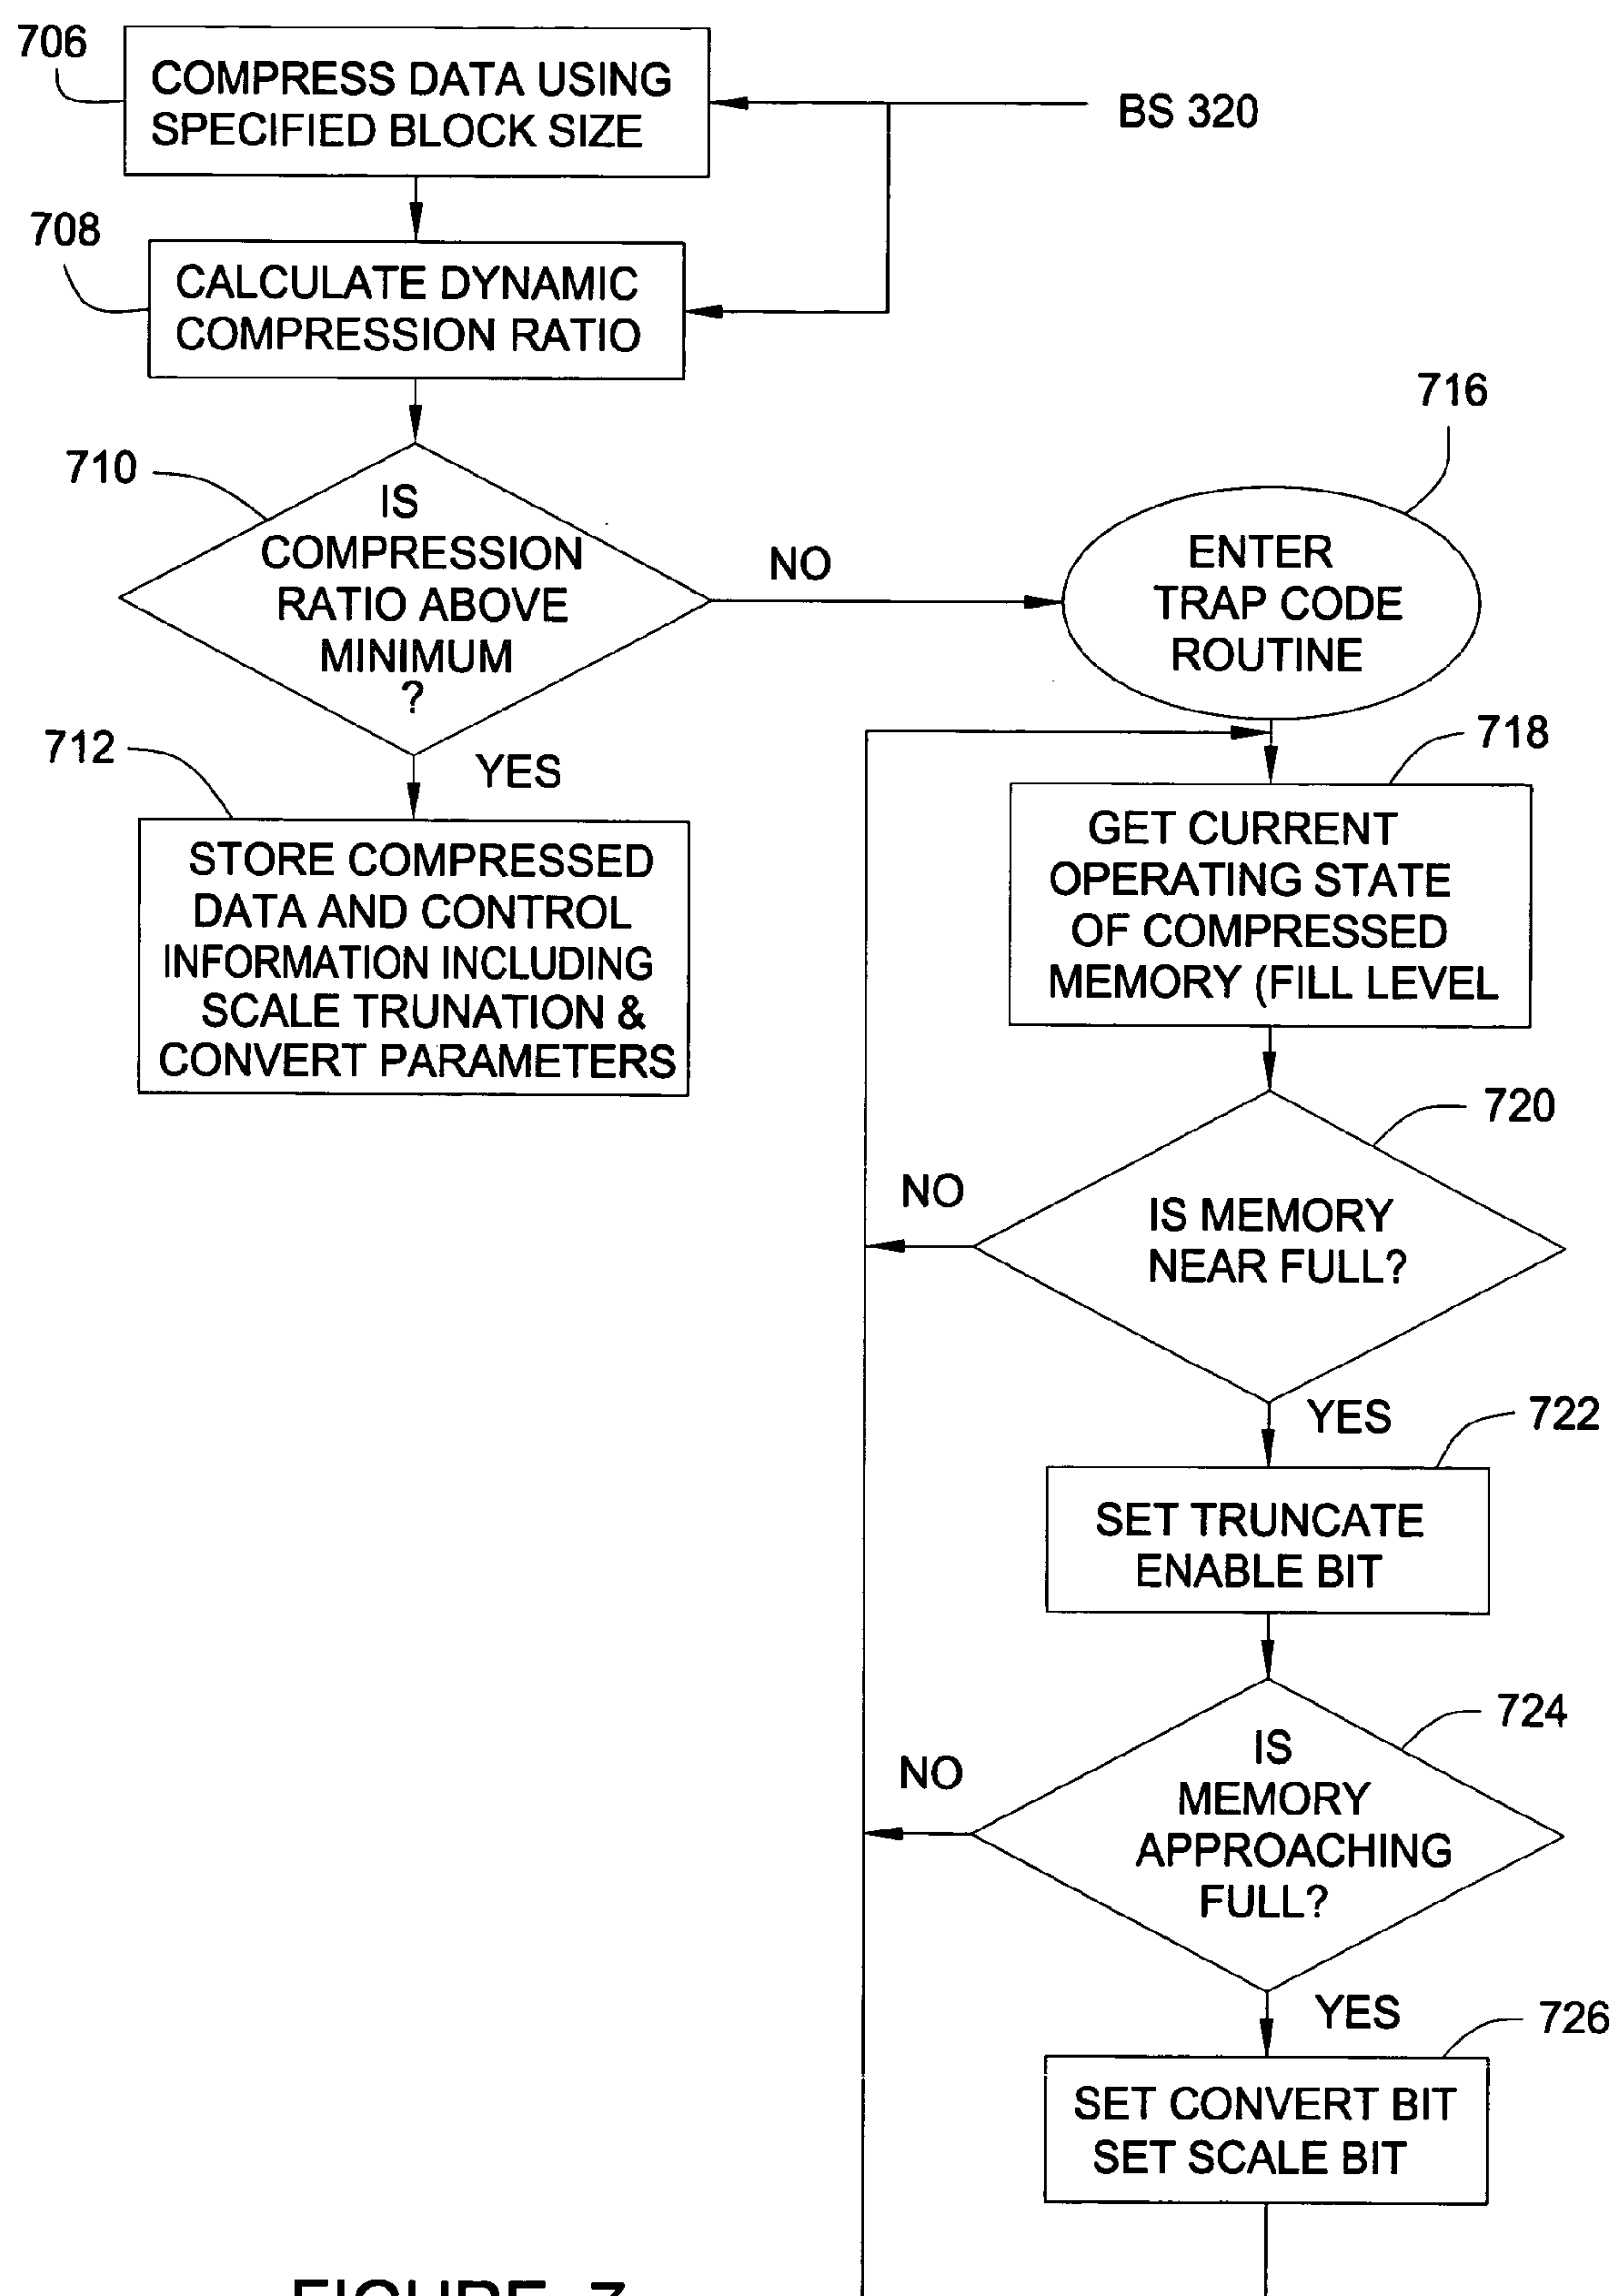 706
COMPRESS DATA USING
SPECIFIED BLOCK SIZE
BS 320
708
CALCULATE DYNAMIC
COMPRESSION RATIO
710
IS
COMPRESSION
RATIO ABOVE
MINIMUM
?
NO
716
ENTER
TRAP CODE
ROUTINE
YES
712
STORE COMPRESSED
DATA AND CONTROL
INFORMATION INCLUDING
SCALE TRUNATION &
CONVERT PARAMETERS
718
GET CURRENT
OPERATING STATE
OF COMPRESSED
MEMORY (FILL LEVEL
720
IS MEMORY
NEAR FULL?
NO
YES
722
SET TRUNCATE
ENABLE BIT
724
IS
MEMORY
APPROACHING
FULL?
NO
YES
726
SET CONVERT BIT
SET SCALE BIT
FIGURE 7